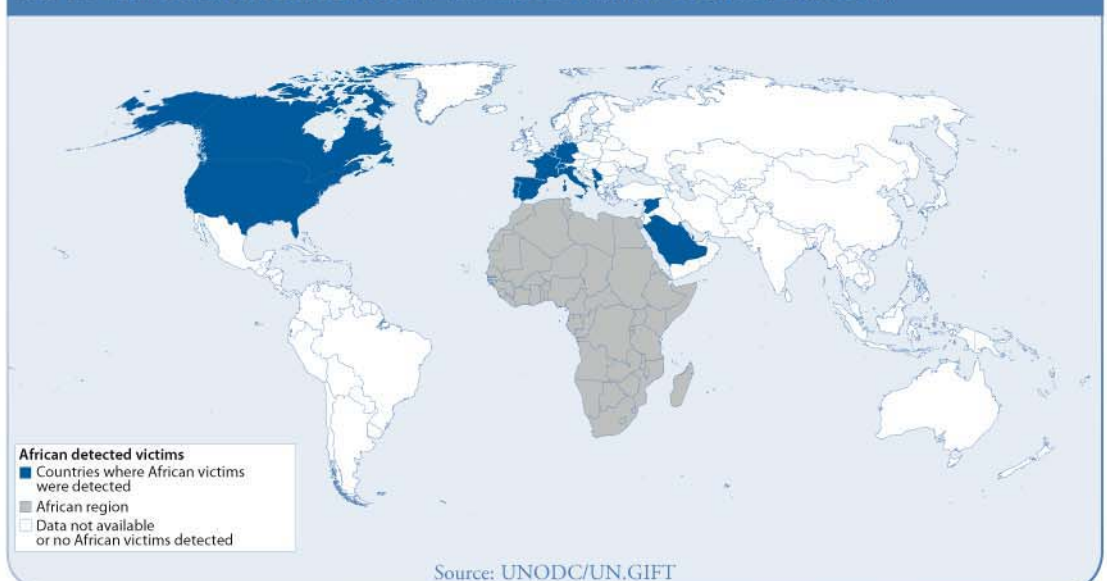 African detected victims
Countries where African victims
were detected
African region
Data not available
or no African victims detected
Source: UNODC/UN.GIFT